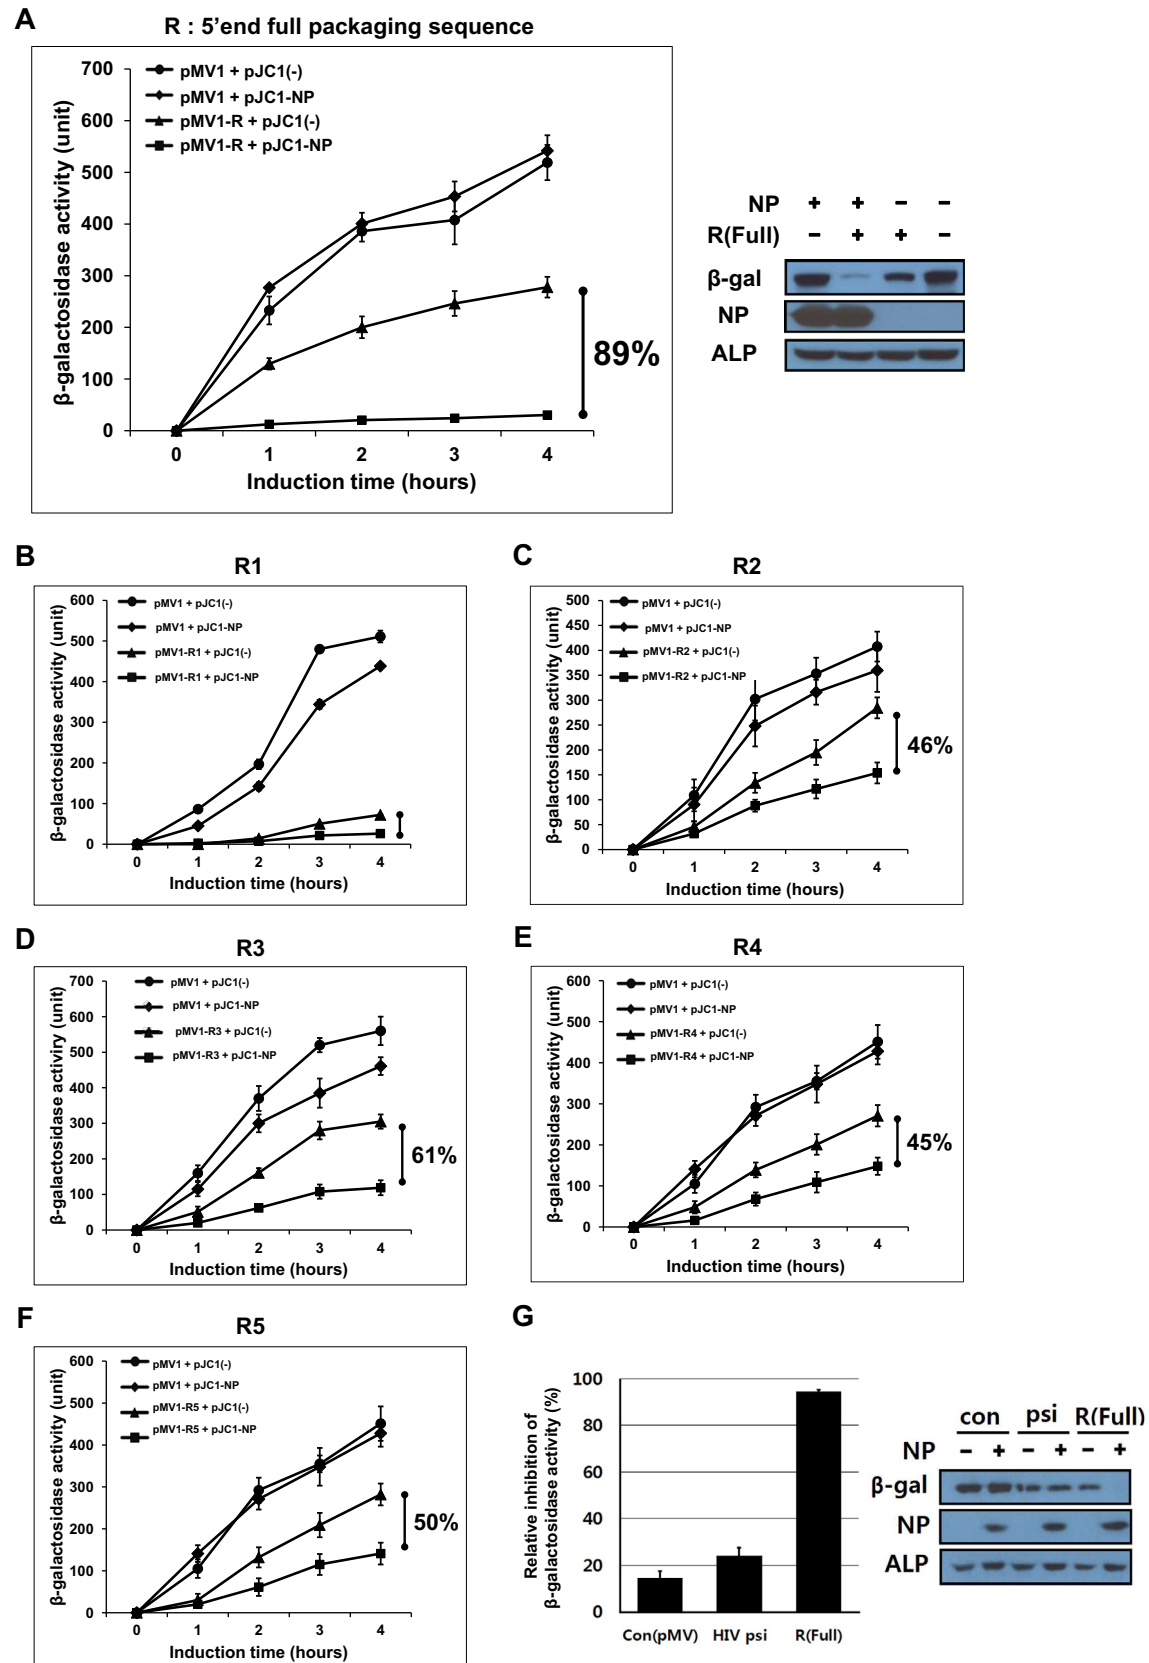 A
R : 5'end full packaging sequence
β-galactosidase activity (unit)
700
600
500
400
300
200
100
0
pMV1 + pJC1(-)
pMV1 + pJC1-NP
pMV1-R + pJC1(-)
pMV1-R + pJC1-NP
89%
0 1 2 3 4
Induction time (hours)
NP + + − −
R(Full) − + + −
β-gal
NP
ALP
B
R1
β-galactosidase activity (unit)
600
500
400
300
200
100
0
pMV1 + pJC1(-)
pMV1 + pJC1-NP
pMV1-R1 + pJC1(-)
pMV1-R1 + pJC1-NP
0 1 2 3 4
Induction time (hours)
C
R2
β-galactosidase activity (unit)
500
450
400
350
300
250
200
150
100
50
0
pMV1 + pJC1(-)
pMV1 + pJC1-NP
pMV1-R2 + pJC1(-)
pMV1-R2 + pJC1-NP
46%
0 1 2 3 4
Induction time (hours)
D
R3
β-galactosidase activiry (unit)
700
600
500
400
300
200
100
0
pMV1 + pJC1(-)
pMV1 + pJC1-NP
pMV1-R3 + pJC1(-)
pMV1-R3 + pJC1-NP
61%
0 1 2 3 4
Induction time (hours)
E
R4
β-galactosidase activity (unit)
600
500
400
300
200
100
0
pMV1 + pJC1(-)
pMV1 + pJC1-NP
pMV1-R4 + pJC1(-)
pMV1-R4 + pJC1-NP
45%
0 1 2 3 4
Induction time (hours)
F
R5
β-galactosidase activity (unit)
600
500
400
300
200
100
0
pMV1 + pJC1(-)
pMV1 + pJC1-NP
pMV1-R5 + pJC1(-)
pMV1-R5 + pJC1-NP
50%
0 1 2 3 4
Induction time (hours)
G
Relative inhibition of
β-galactosidase activity (%)
100
80
60
40
20
0
Con(pMV) HIV psi R(Full)
con psi R(Full)
NP − + − + − +
β-gal
NP
ALP